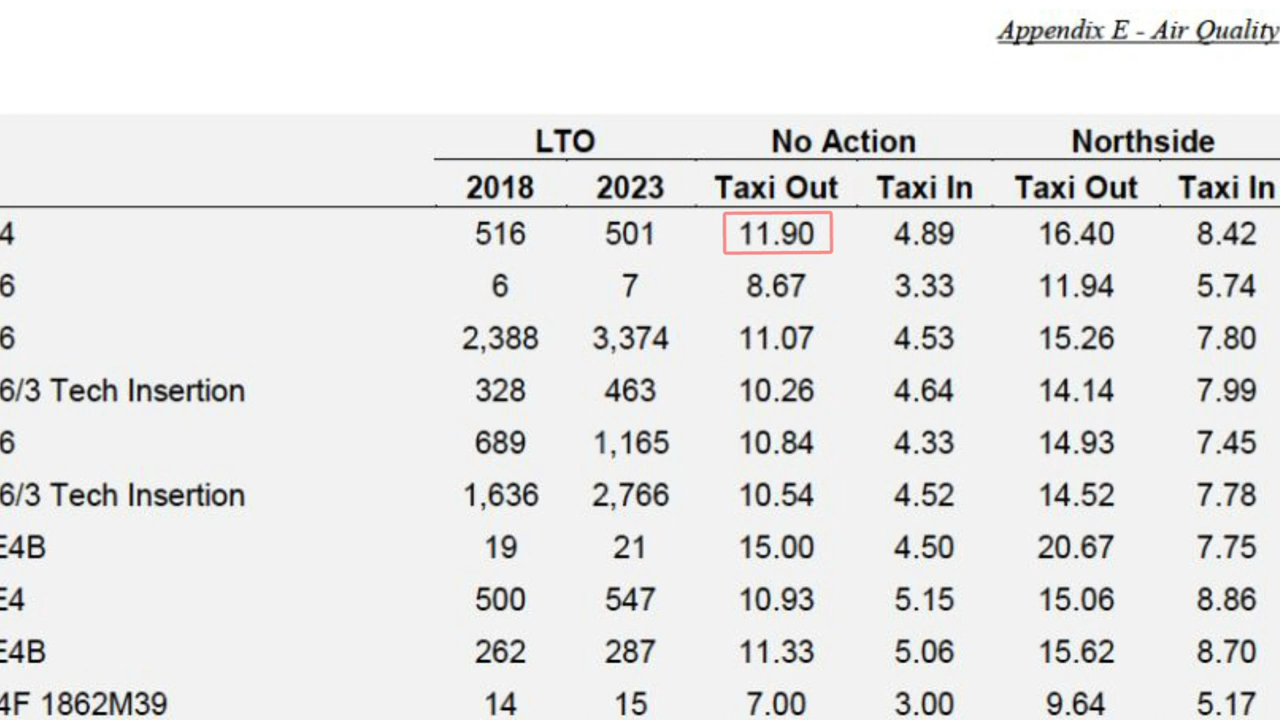 Appendix E - Air Quality
LTO No Action Northside
2018 2023 Taxi Out Taxi In Taxi Out Taxi In
4 516 501 11.90 4.89 16.40 8.42
6 6 7 8.67 3.33 11.94 5.74
6 2,388 3,374 11.07 4.53 15.26 7.80
6/3 Tech Insertion 328 463 10.26 4.64 14.14 7.99
6 689 1,165 10.84 4.33 14.93 7.45
6/3 Tech Insertion 1,636 2,766 10.54 4.52 14.52 7.78
E4B 19 21 15.00 4.50 20.67 7.75
E4 500 547 10.93 5.15 15.06 8.86
E4B 262 287 11.33 5.06 15.62 8.70
4F 1862M39 14 15 7.00 3.00 9.64 5.17